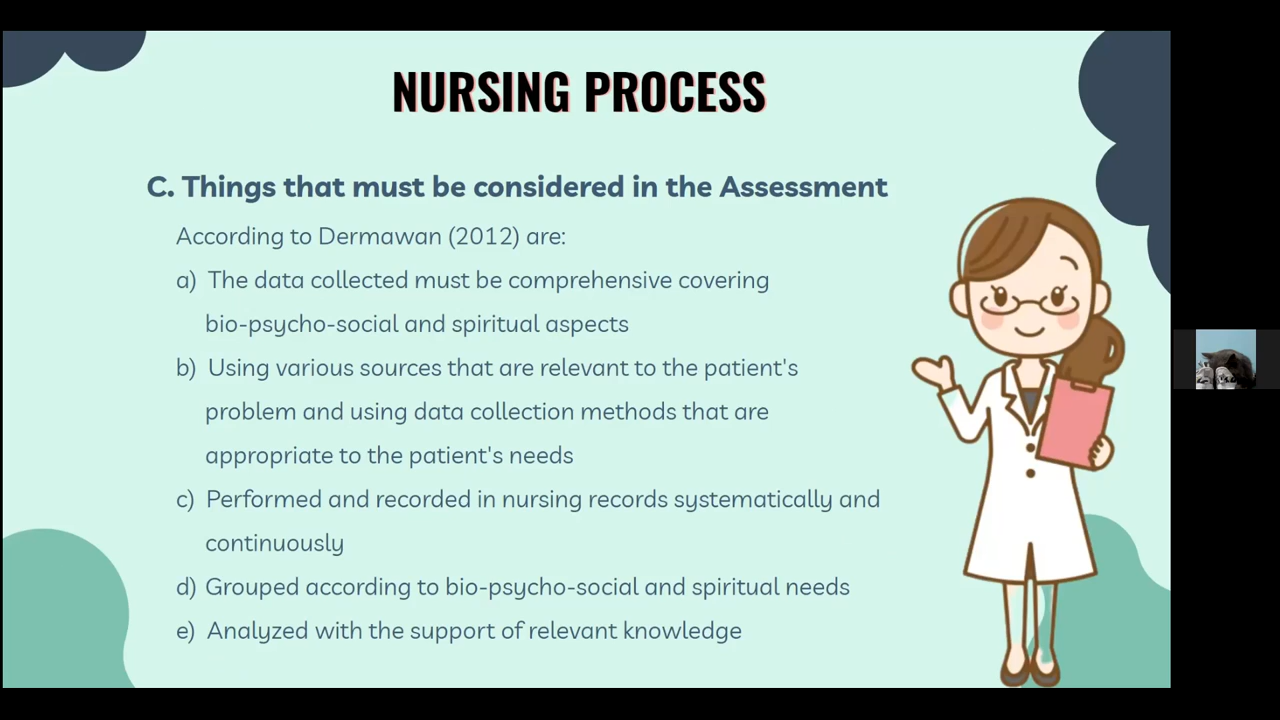 NURSING PROCESS
C. Things that must be considered in the Assessment
According to Dermawan (2012) are:
a) The data collected must be comprehensive covering
bio-psycho-social and spiritual aspects
b) Using various sources that are relevant to the patient's
problem and using data collection methods that are
appropriate to the patient's needs
c) Performed and recorded in nursing records systematically and
continuously
d) Grouped according to bio-psycho-social and spiritual needs
e) Analyzed with the support of relevant knowledge